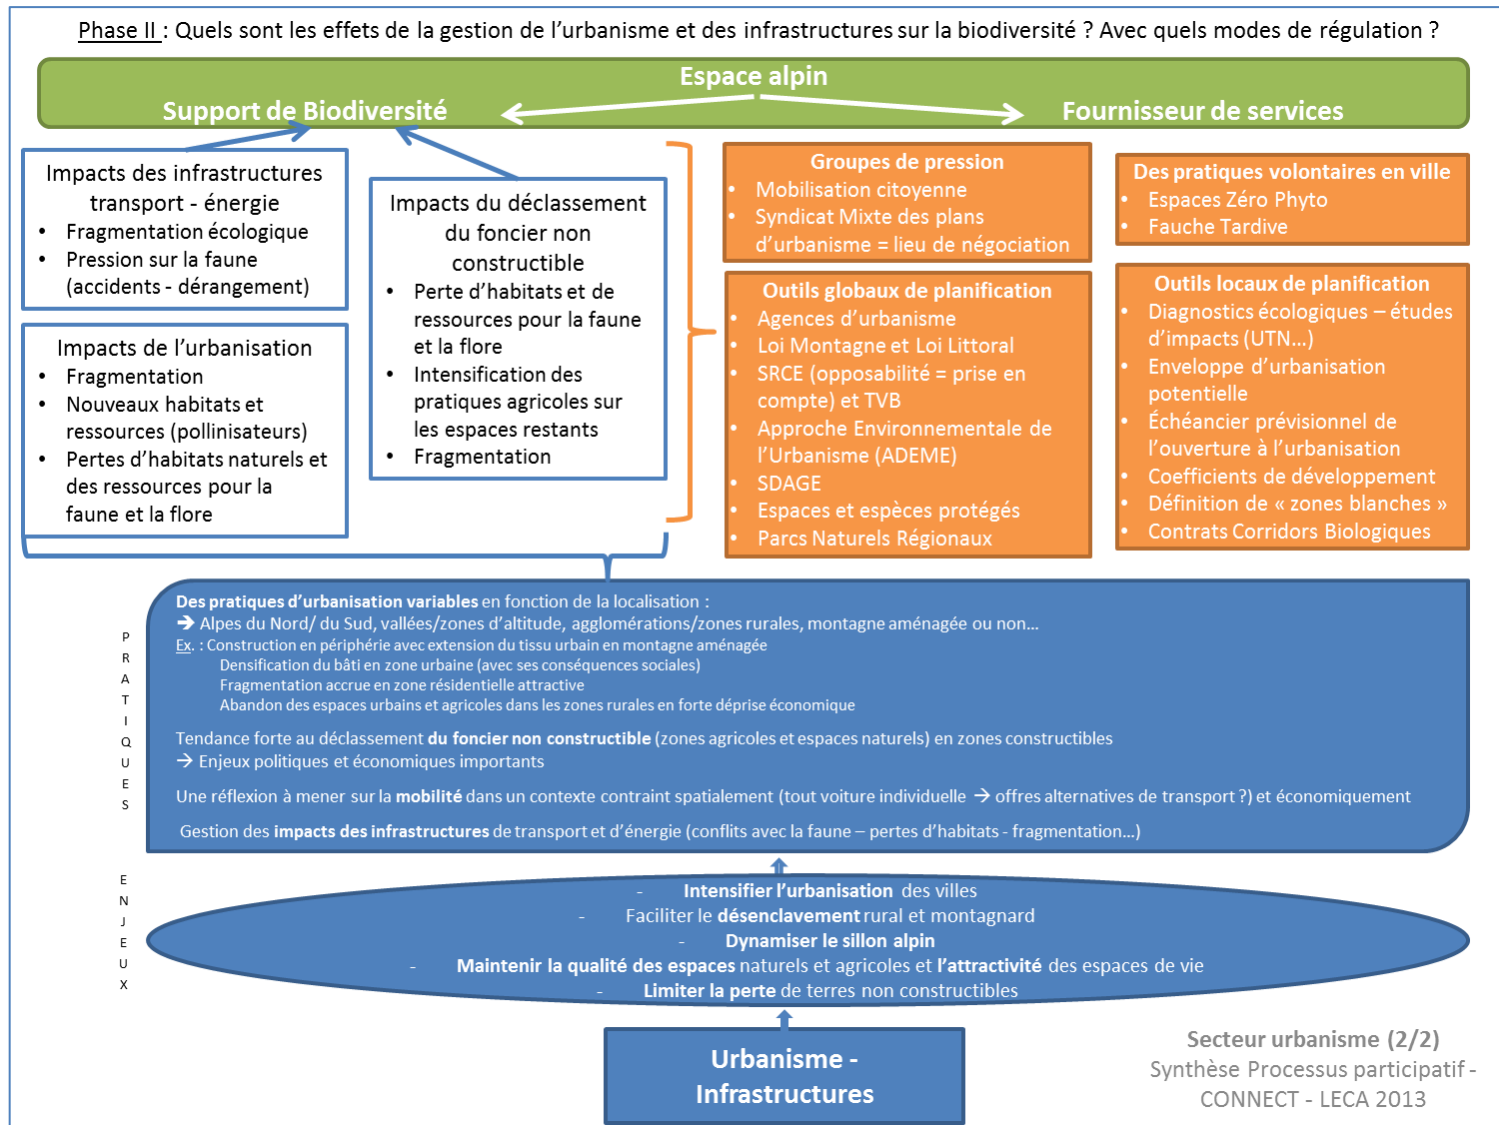 Phase II : Quels sont les effets de la gestion de l'urbanisme et des infrastructures sur la biodiversité ? Avec quels modes de régulation ?
Espace alpin
Support de Biodiversité
Fournisseur de services
Impacts des infrastructures
transport - énergie
• Fragmentation écologique
• Pression sur la faune
(accidents - dérangement)
Impacts de l'urbanisation
• Fragmentation
• Nouveaux habitats et
ressources (pollinisateurs)
• Pertes d'habitats naturels et
des ressources pour la
faune et la flore
Impacts du déclassement
du foncier non
constructible
• Perte d'habitats et de
ressources pour la faune
et la flore
• Intensification des
pratiques agricoles sur
les espaces restants
• Fragmentation
Groupes de pression
• Mobilisation citoyenne
• Syndicat Mixte des plans
d'urbanisme = lieu de négociation
Outils globaux de planification
• Agences d'urbanisme
• Loi Montagne et Loi Littoral
• SRCE (opposabilité = prise en
compte) et TVB
• Approche Environnementale de
l'Urbanisme (ADEME)
• SDAGE
• Espaces et espèces protégés
• Parcs Naturels Régionaux
Des pratiques volontaires en ville
• Espaces Zéro Phyto
• Fauche Tardive
Outils locaux de planification
• Diagnostics écologiques – études
d'impacts (UTN…)
• Enveloppe d'urbanisation
potentielle
• Échéancier prévisionnel de
l'ouverture à l'urbanisation
• Coefficients de développement
• Définition de « zones blanches »
• Contrats Corridors Biologiques
PRATIQUES
Des pratiques d'urbanisation variables en fonction de la localisation :
➔ Alpes du Nord/ du Sud, vallées/zones d'altitude, agglomérations/zones rurales, montagne aménagée ou non…
Ex. : Construction en périphérie avec extension du tissu urbain en montagne aménagée
Densification du bâti en zone urbaine (avec ses conséquences sociales)
Fragmentation accrue en zone résidentielle attractive
Abandon des espaces urbains et agricoles dans les zones rurales en forte déprise économique
Tendance forte au déclassement du foncier non constructible (zones agricoles et espaces naturels) en zones constructibles
→ Enjeux politiques et économiques importants
Une réflexion à mener sur la mobilité dans un contexte contraint spatialement (tout voiture individuelle → offres alternatives de transport ?) et économiquement
Gestion des impacts des infrastructures de transport et d'énergie (conflits avec la faune – pertes d'habitats - fragmentation…)
ENJEUX
- Intensifier l'urbanisation des villes
- Faciliter le désenclavement rural et montagnard
- Dynamiser le sillon alpin
- Maintenir la qualité des espaces naturels et agricoles et l'attractivité des espaces de vie
- Limiter la perte de terres non constructibles
Urbanisme -
Infrastructures
Secteur urbanisme (2/2)
Synthèse Processus participatif -
CONNECT - LECA 2013